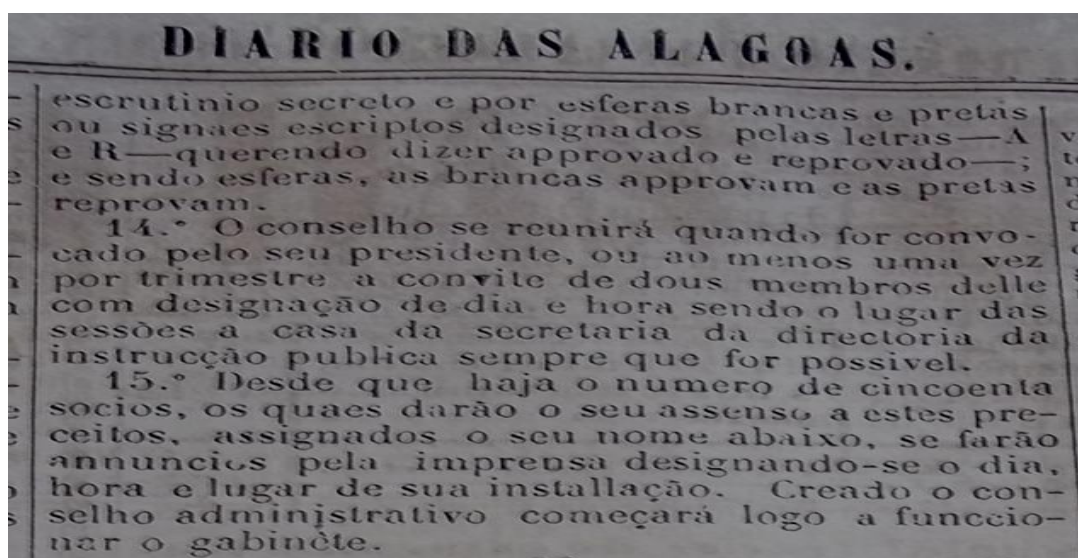 DIARIO DAS ALAGOAS.
escrutinio secreto e por esferas brancas e pretas
ou signaes escriptos designados pelas letras—A
e R—querendo dizer approvado e reprovado—;
e sendo esferas, as brancas approvam e as pretas
reprovam.
14.º O conselho se reunirá quando for convo-
cado pelo seu presidente, ou ao menos uma vez
por trimestre a convite de dous membros delle
com designação de dia e hora sendo o lugar das
sessões a casa da secretaria da directoria da
instrucção publica sempre que for possivel.
15.º Desde que haja o numero de cincoenta
socios, os quaes darão o seu assenso a estes pre-
ceitos, assignados o seu nome abaixo, se farão
annuncios pela imprensa designando-se o dia,
hora e lugar de sua installação. Creado o con-
selho administrativo começará logo a funccio-
nar o gabinete.